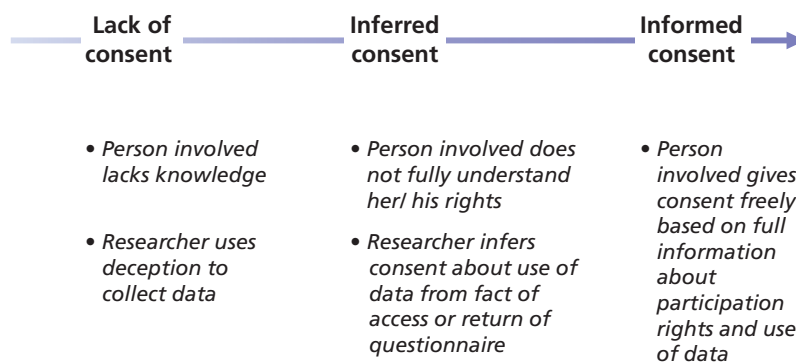 Lack of
consent
Inferred
consent
Informed
consent
• Person involved
lacks knowledge
• Researcher uses
deception to
collect data
• Person involved does
not fully understand
her/ his rights
• Researcher infers
consent about use of
data from fact of
access or return of
questionnaire
• Person
involved gives
consent freely
based on full
information
about
participation
rights and use
of data